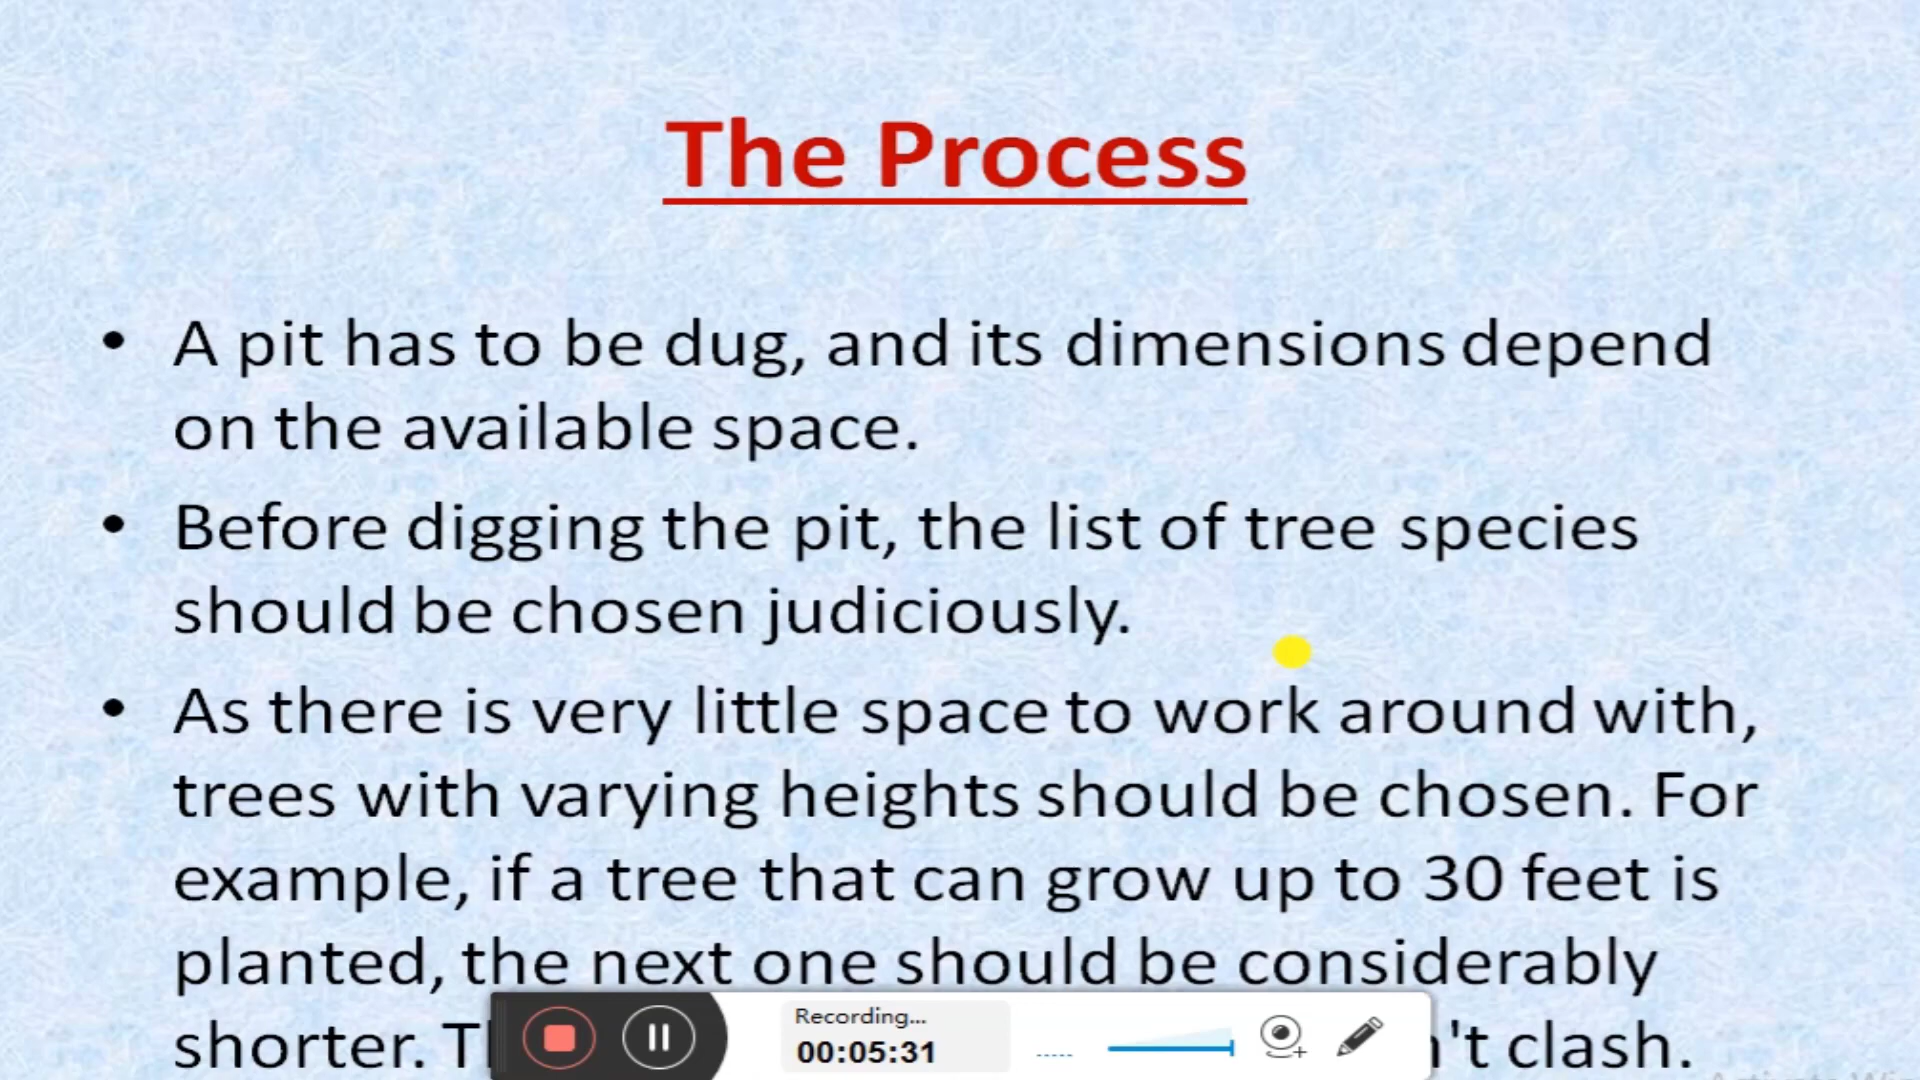 The Process
• A pit has to be dug, and its dimensions depend
on the available space.
• Before digging the pit, the list of tree species
should be chosen judiciously.
• As there is very little space to work around with,
trees with varying heights should be chosen. For
example, if a tree that can grow up to 30 feet is
planted, the next one should be considerably
shorter. 't clash.
Recording...
00:05:31